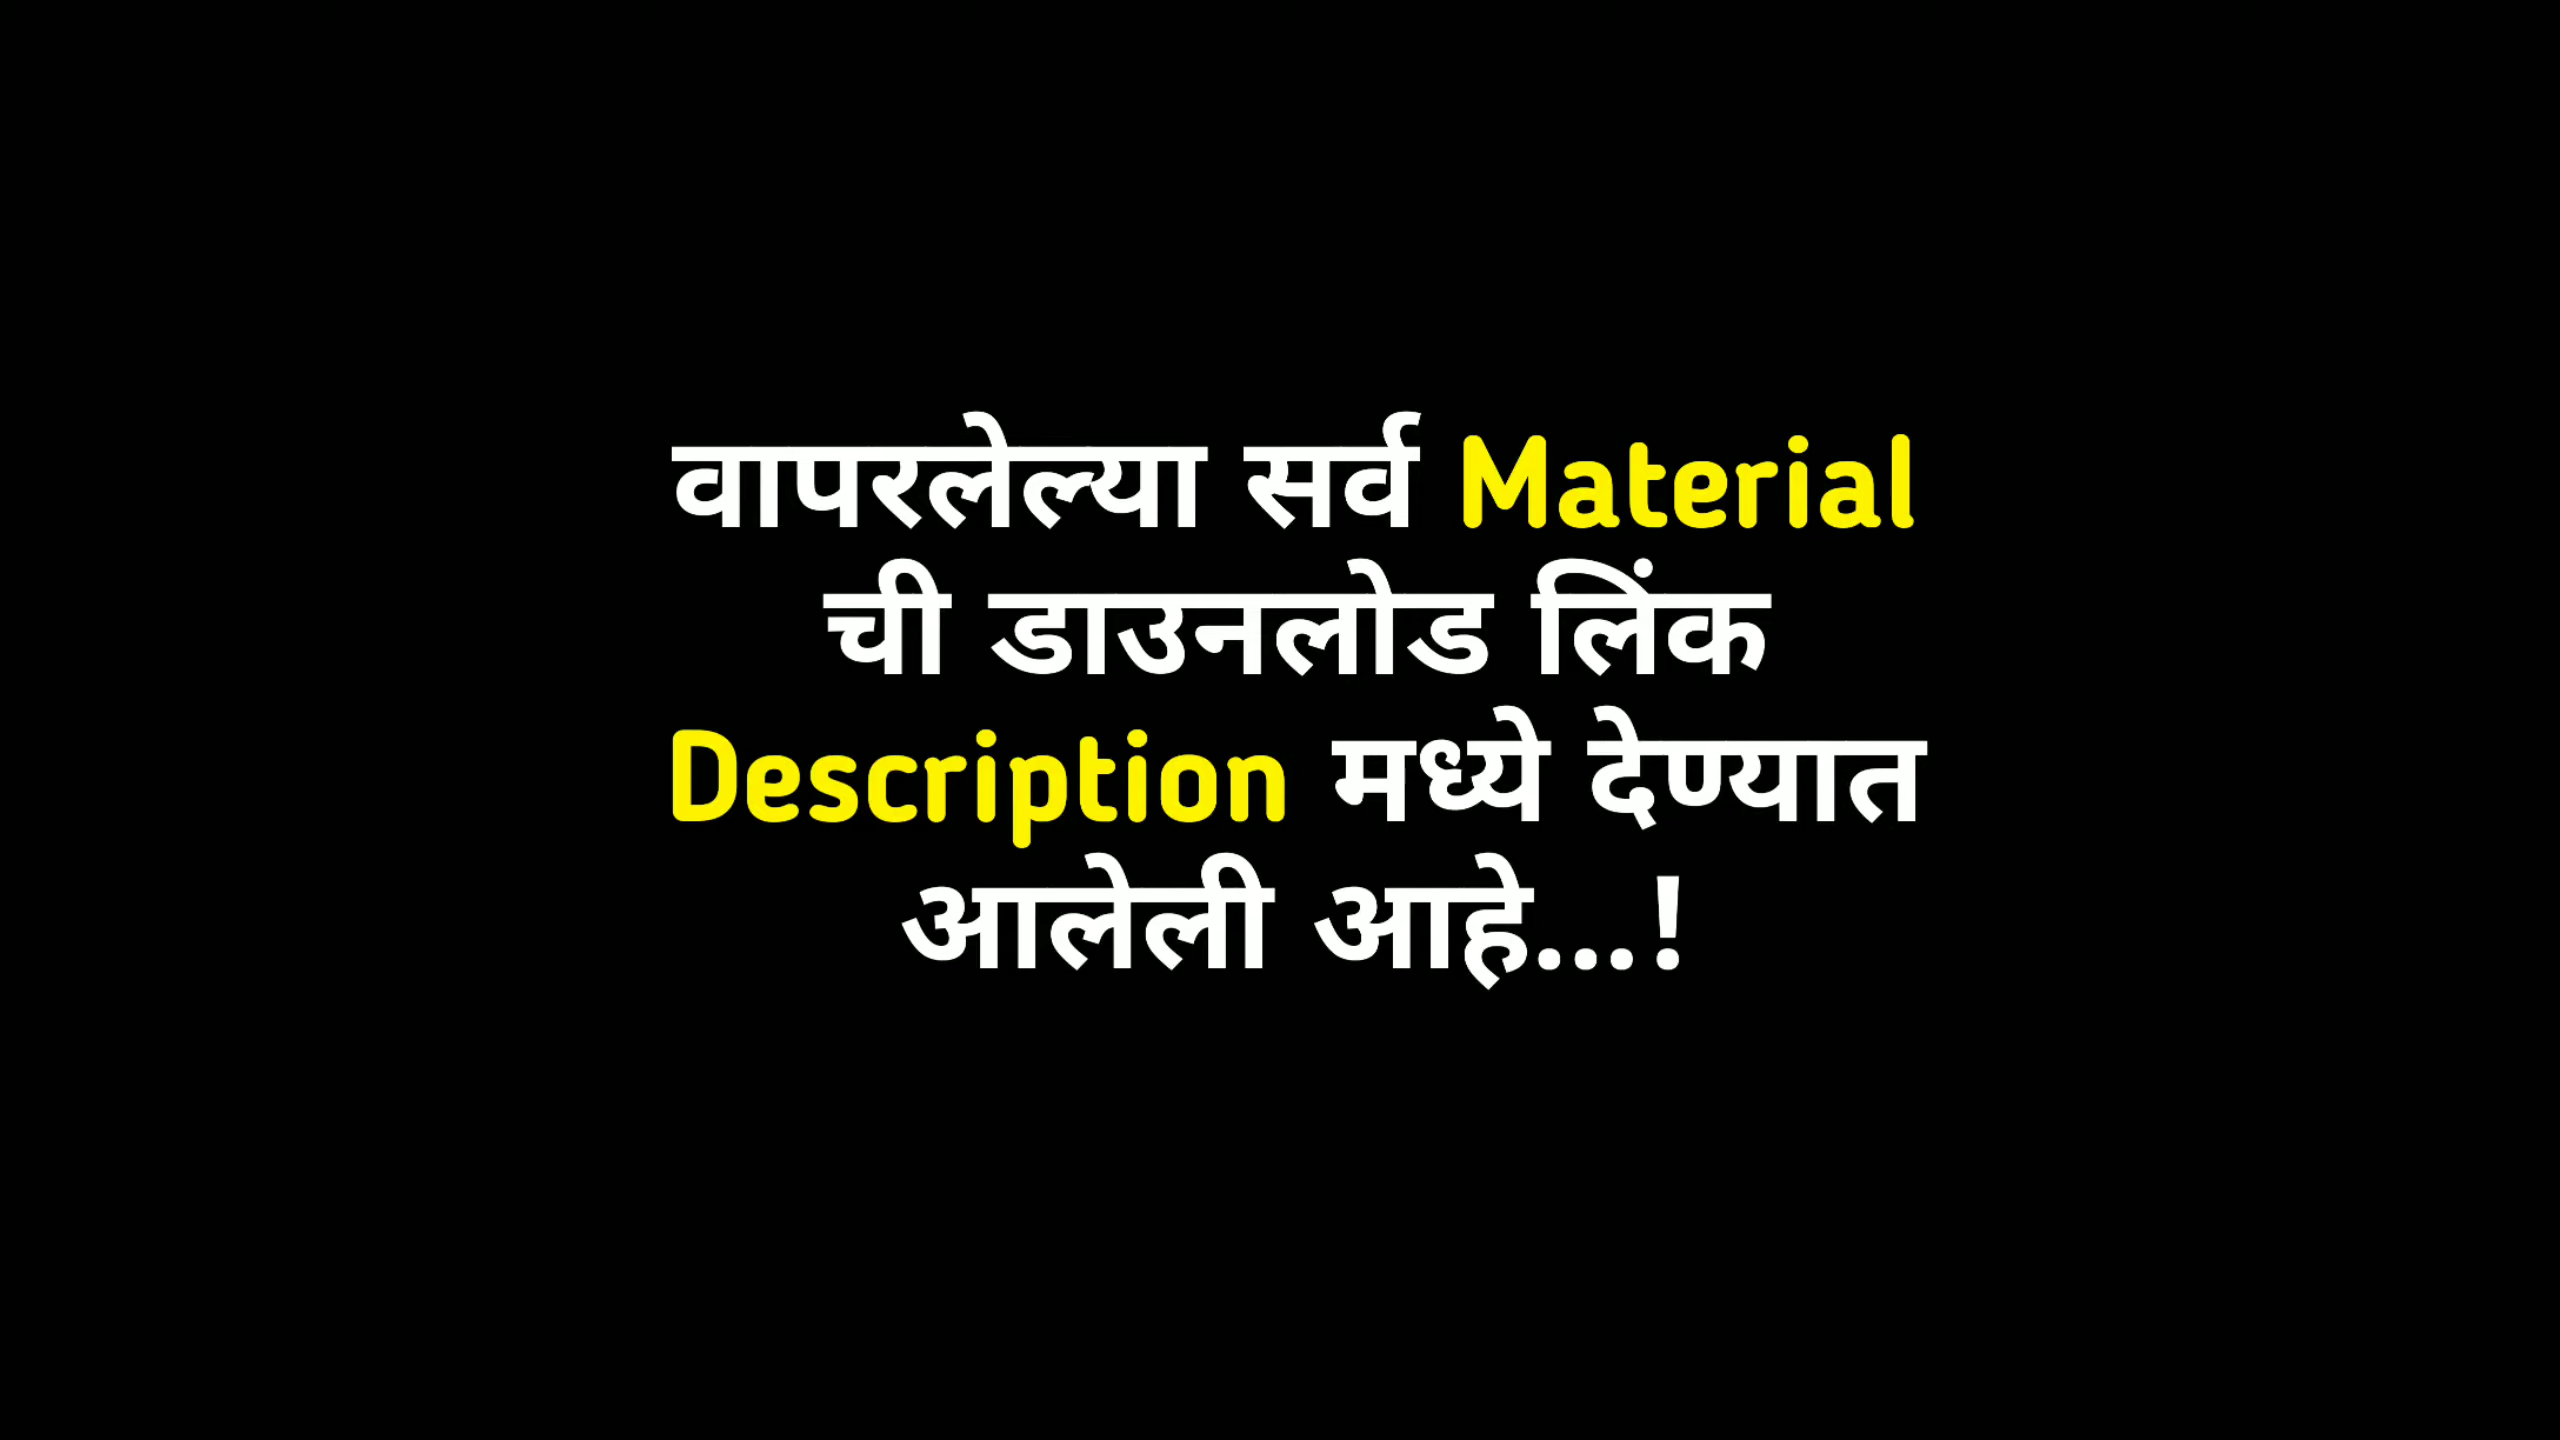 वापरलेल्या सर्व Material
ची डाउनलोड लिंक
Description मध्ये देण्यात
आलेली आहे...!